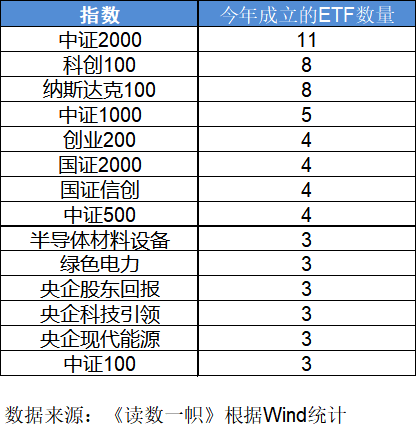 指数 今年成立的ETF数量
中证2000 11
科创100 8
纳斯达克100 8
中证1000 5
创业200 4
国证2000 4
国证信创 4
中证500 4
半导体材料设备 3
绿色电力 3
央企股东回报 3
央企科技引领 3
央企现代能源 3
中证100 3
数据来源：《读数一帜》根据Wind统计